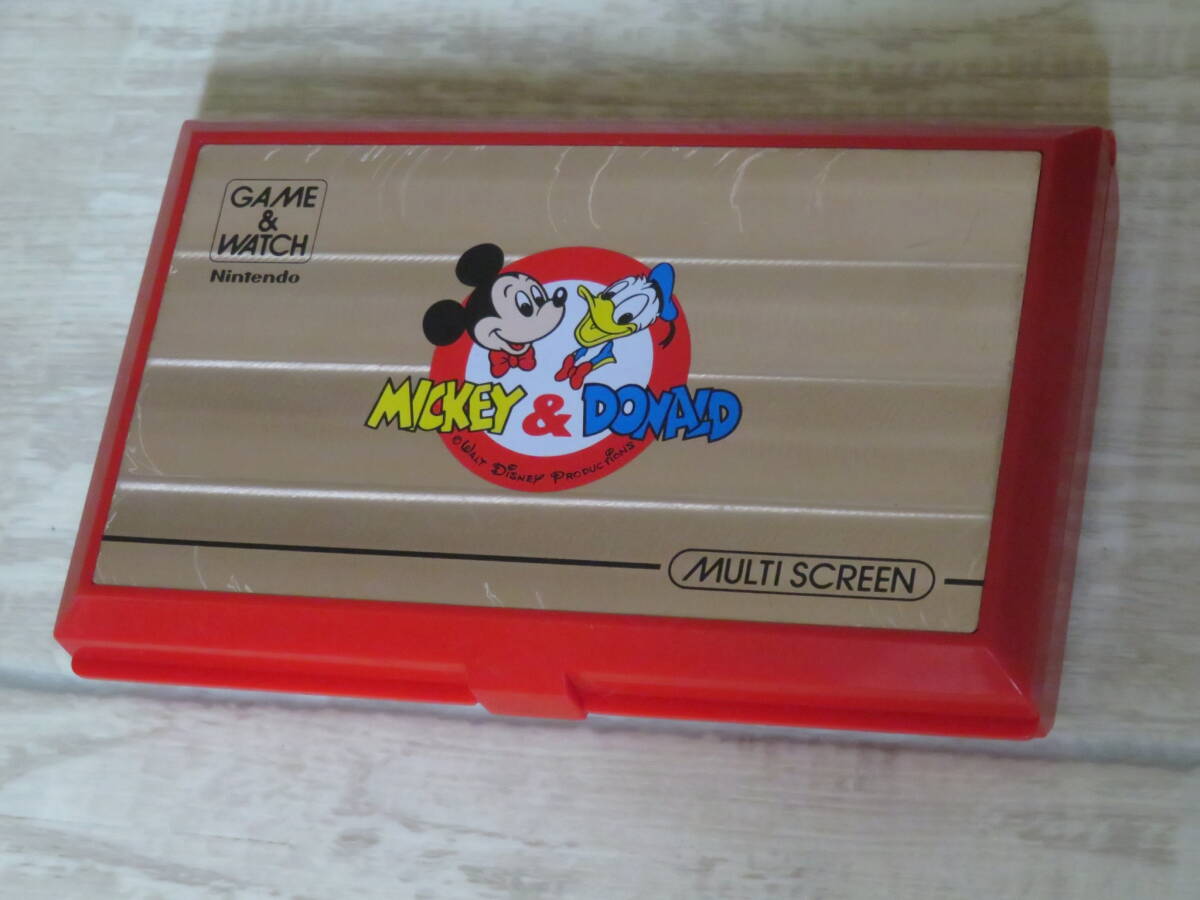 GAME
&
WATCH
Nintendo
MICKEY & DONALD
© WALT DISNEY PRODUCTIONS
MULTI SCREEN